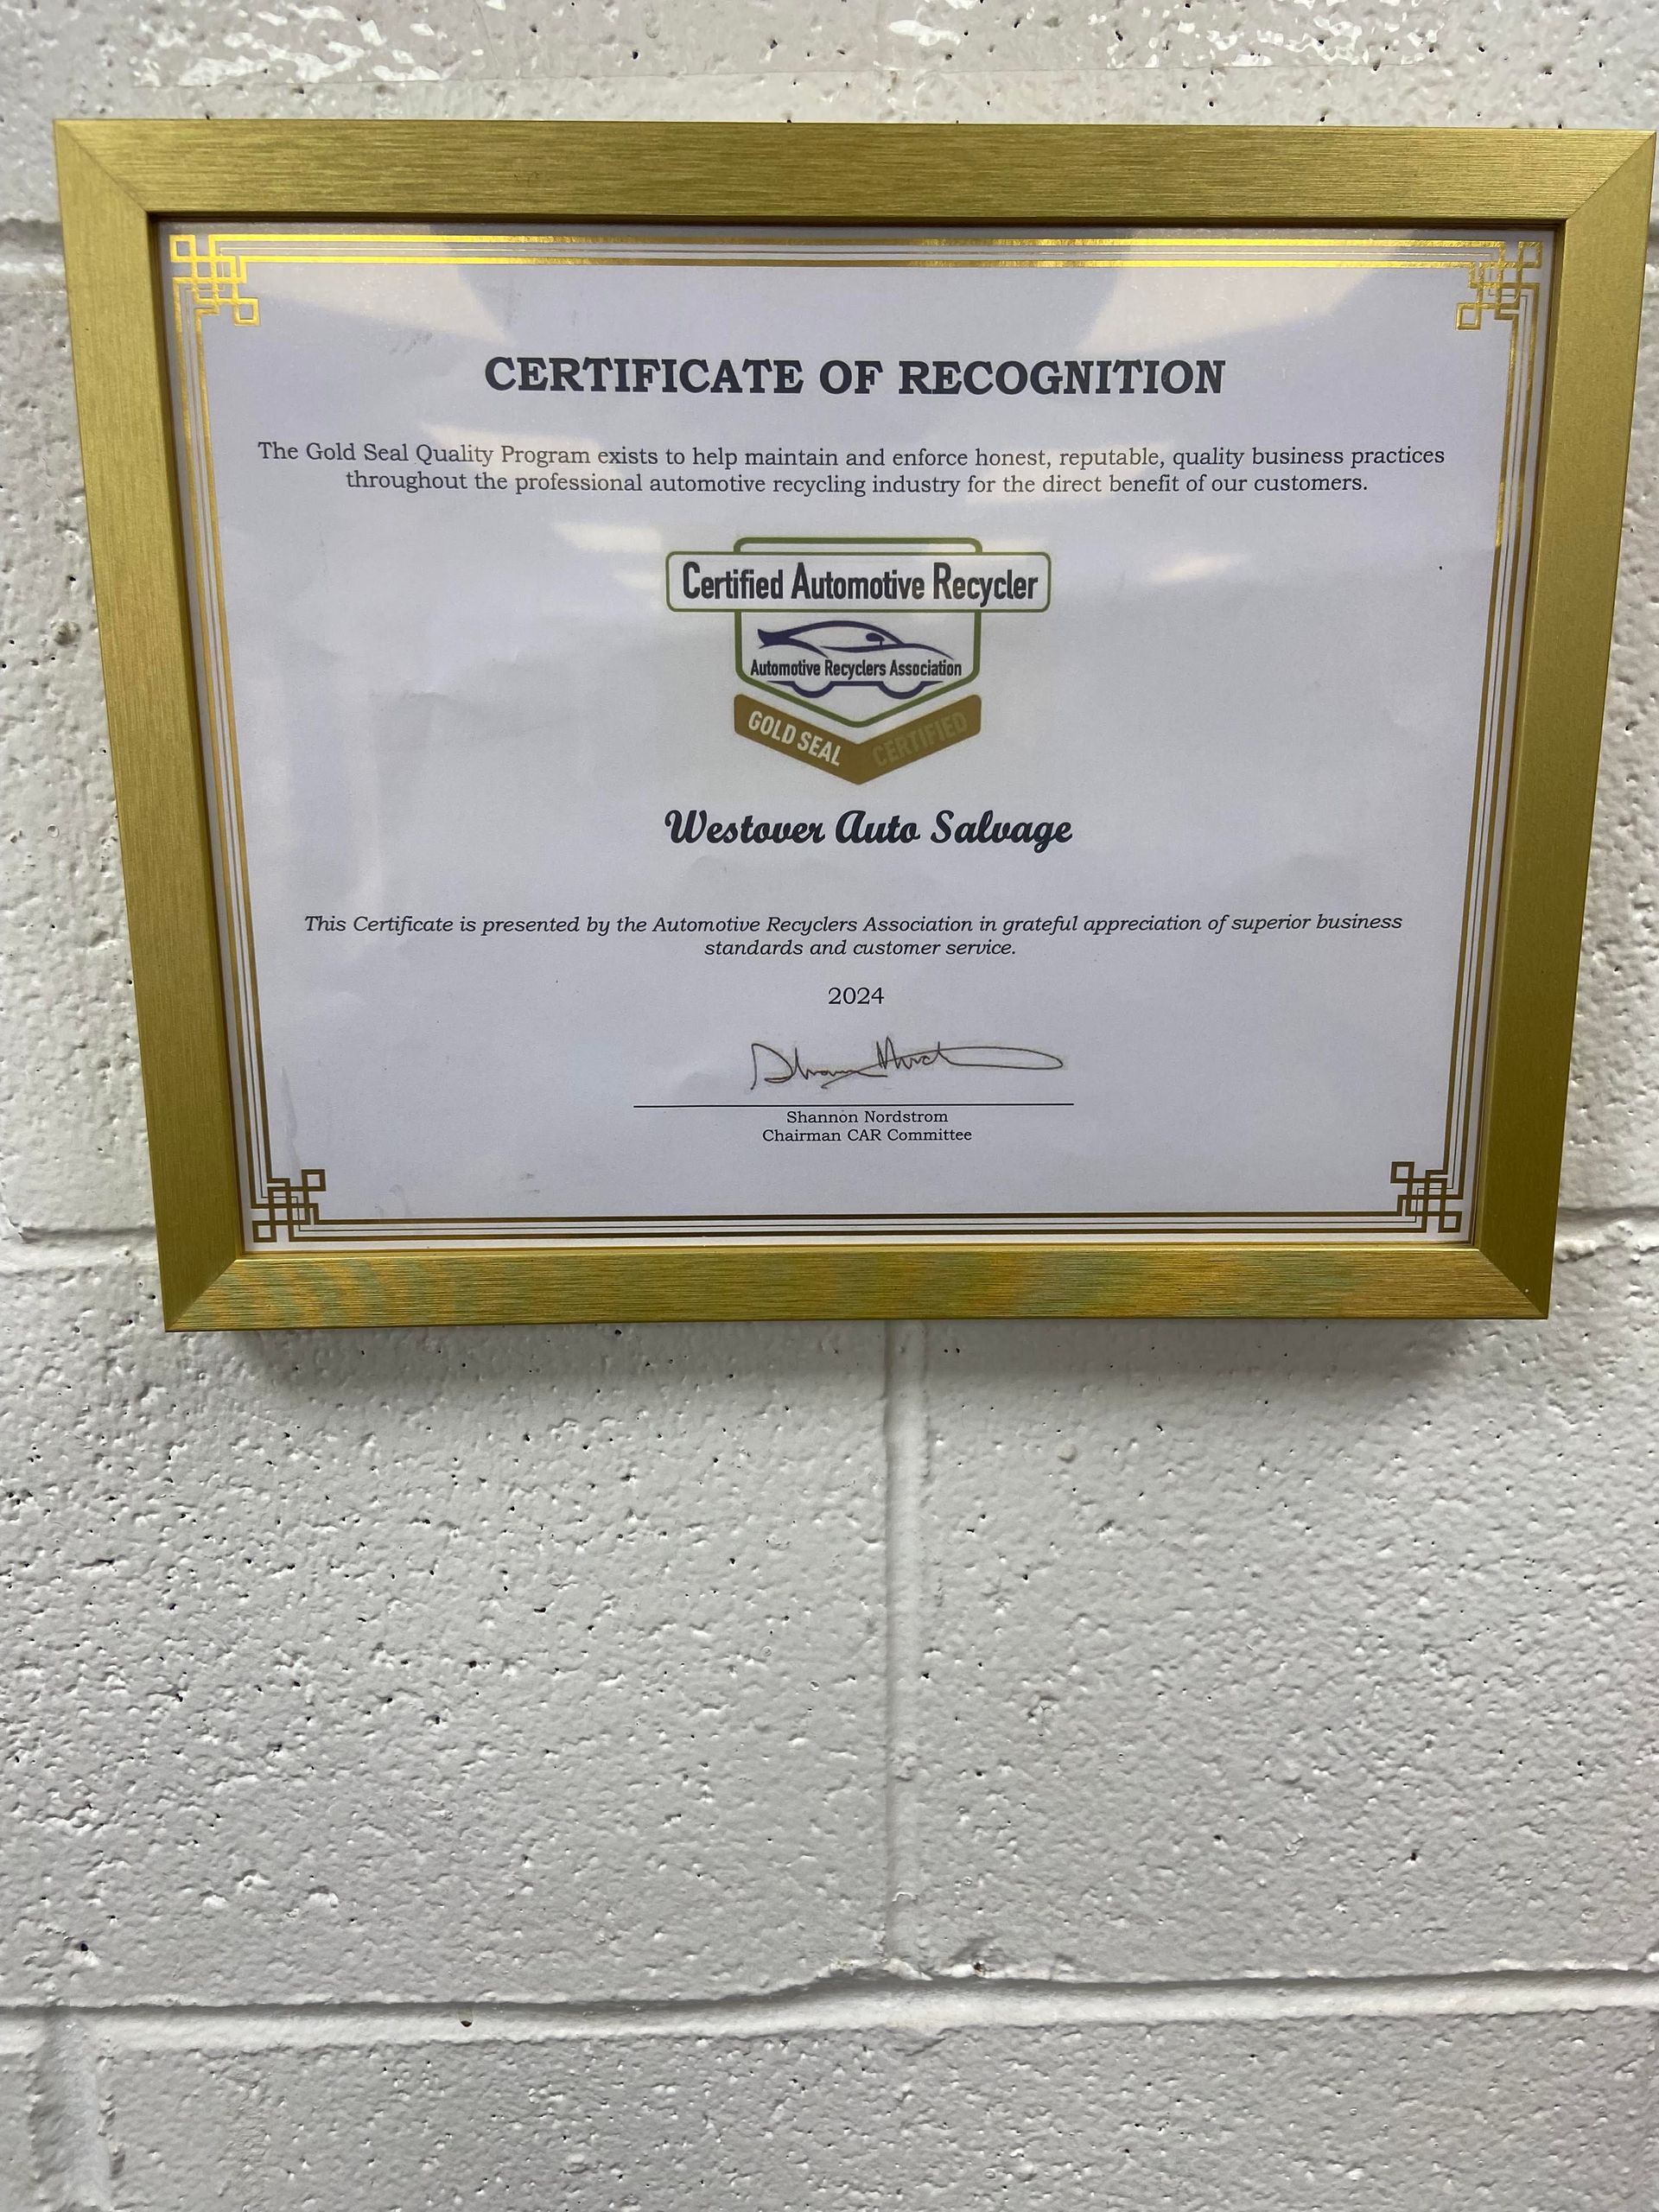 CERTIFICATE OF RECOGNITION
The Gold Seal Quality Program exists to help maintain and enforce honest, reputable, quality business practices
throughout the professional automotive recycling industry for the direct benefit of our customers.
Certified Automotive Recycler
Automotive Recyclers Association
GOLD SEAL CERTIFIED
Westover Auto Salvage
This Certificate is presented by the Automotive Recyclers Association in grateful appreciation of superior business
standards and customer service.
2024
Shannon Nordstrom
Chairman CAR Committee